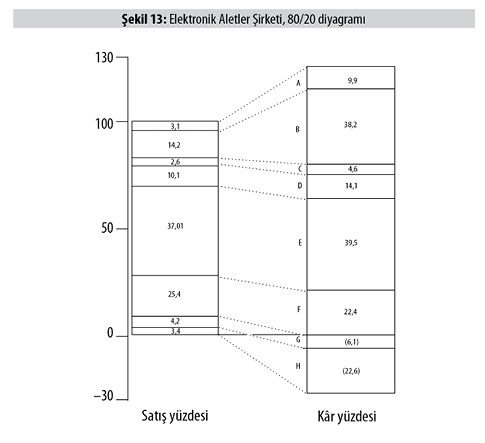 Şekil 13: Elektronik Aletler Şirketi, 80/20 diyagramı
130
100
50
0
–30
3,1
14,2
2,6
10,1
37,01
25,4
4,2
3,4
A
B
C
D
E
F
G
H
9,9
38,2
4,6
14,1
39,5
22,4
(6,1)
(22,6)
Satış yüzdesi
Kâr yüzdesi